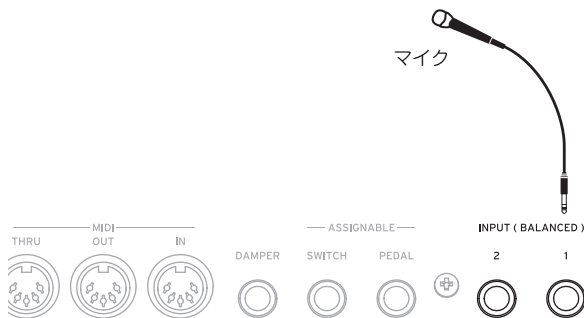 マイク
MIDI
ASSIGNABLE
INPUT ( BALANCED )
THRU OUT IN
DAMPER SWITCH PEDAL 2 1